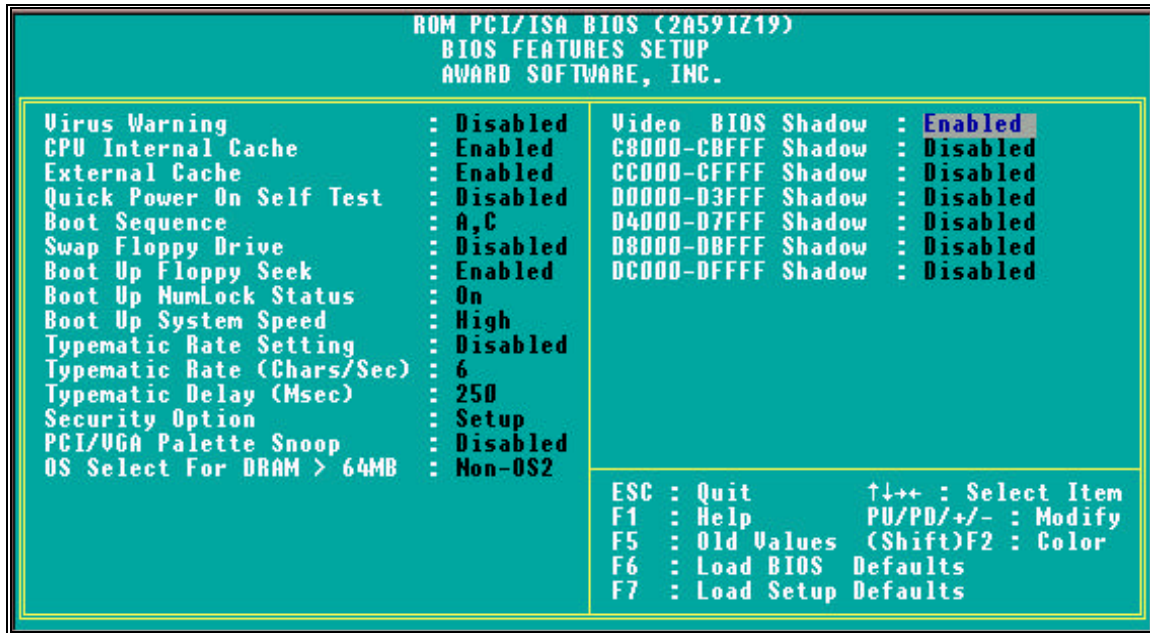 ROM PCI/ISA BIOS (2A59IZ19)
BIOS FEATURES SETUP
AWARD SOFTWARE, INC.
Virus Warning : Disabled
CPU Internal Cache : Enabled
External Cache : Enabled
Quick Power On Self Test : Disabled
Boot Sequence : A,C
Swap Floppy Drive : Disabled
Boot Up Floppy Seek : Enabled
Boot Up NumLock Status : On
Boot Up System Speed : High
Typematic Rate Setting : Disabled
Typematic Rate (Chars/Sec) : 6
Typematic Delay (Msec) : 250
Security Option : Setup
PCI/VGA Palette Snoop : Disabled
OS Select For DRAM > 64MB : Non-OS2
Video BIOS Shadow : Enabled
C8000-CBFFF Shadow : Disabled
CC000-CFFFF Shadow : Disabled
D0000-D3FFF Shadow : Disabled
D4000-D7FFF Shadow : Disabled
D8000-DBFFF Shadow : Disabled
DC000-DFFFF Shadow : Disabled
ESC : Quit ↑↓→← : Select Item
F1 : Help PU/PD/+/- : Modify
F5 : Old Values (Shift)F2 : Color
F6 : Load BIOS Defaults
F7 : Load Setup Defaults